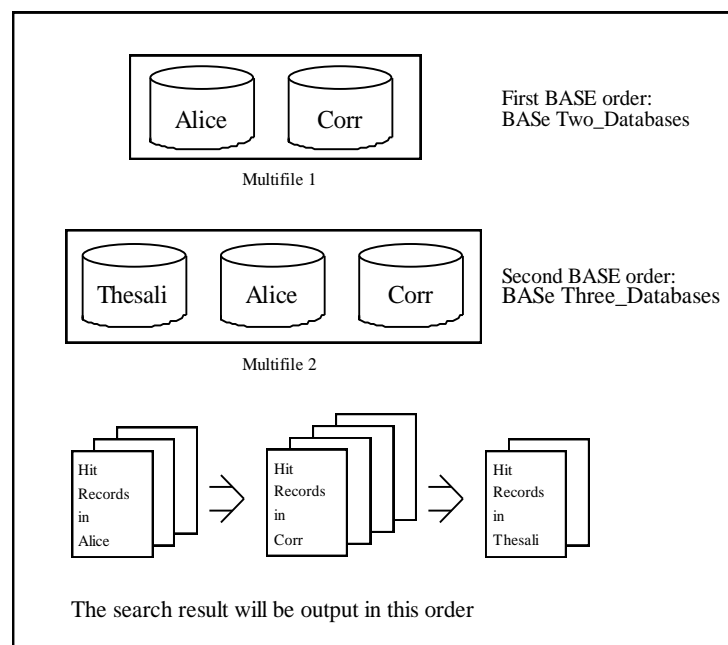 Alice
Corr
First BASE order:
BASe Two_Databases
Multifile 1
Thesali
Alice
Corr
Second BASE order:
BASe Three_Databases
Multifile 2
Hit
Records
in
Alice
Hit
Records
in
Corr
Hit
Records
in
Thesali
The search result will be output in this order